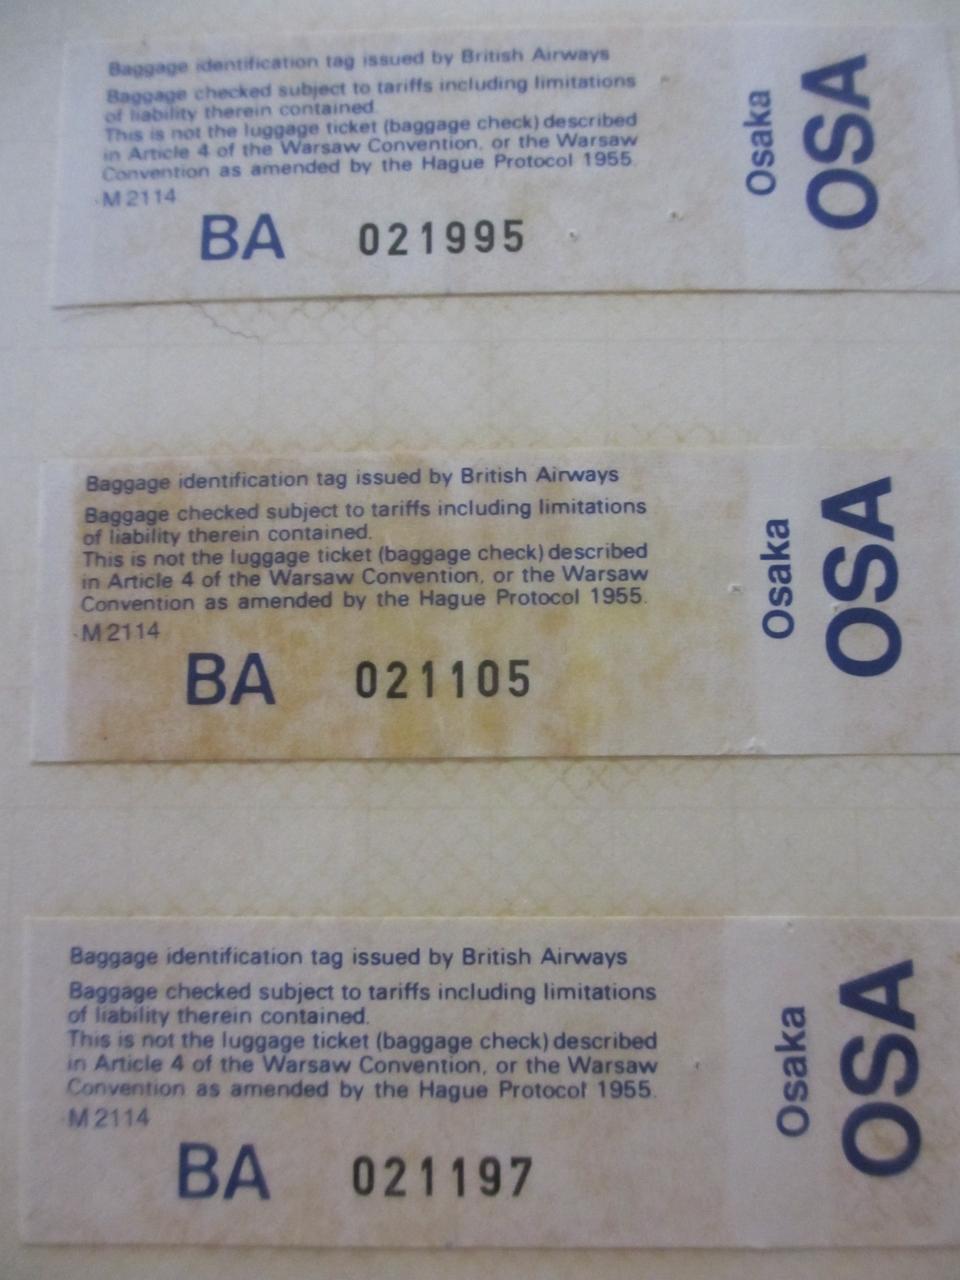 Baggage identification tag issued by British Airways
Baggage checked subject to tariffs including limitations
of liability therein contained.
This is not the luggage ticket (baggage check) described
in Article 4 of the Warsaw Convention, or the Warsaw
Convention as amended by the Hague Protocol 1955.
M 2114
BA 021995
Osaka
OSA
Baggage identification tag issued by British Airways
Baggage checked subject to tariffs including limitations
of liability therein contained.
This is not the luggage ticket (baggage check) described
in Article 4 of the Warsaw Convention, or the Warsaw
Convention as amended by the Hague Protocol 1955.
M 2114
BA 021105
Osaka
OSA
Baggage identification tag issued by British Airways
Baggage checked subject to tariffs including limitations
of liability therein contained.
This is not the luggage ticket (baggage check) described
in Article 4 of the Warsaw Convention, or the Warsaw
Convention as amended by the Hague Protocol 1955.
M 2114
BA 021197
Osaka
OSA